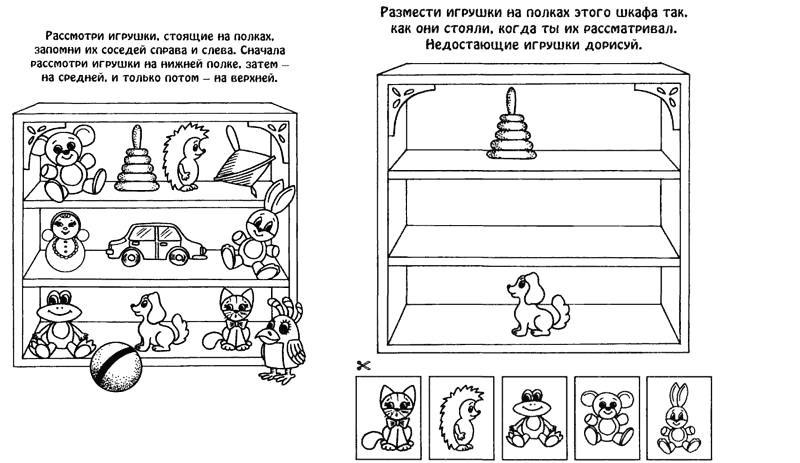 Рассмотри игрушки, стоящие на полках,
запомни их соседей справа и слева. Сначала
рассмотри игрушки на нижней полке, затем –
на средней, и только потом – на верхней.
Размести игрушки на полках этого шкафа так,
как они стояли, когда ты их рассматривал.
Недостающие игрушки дорисуй.